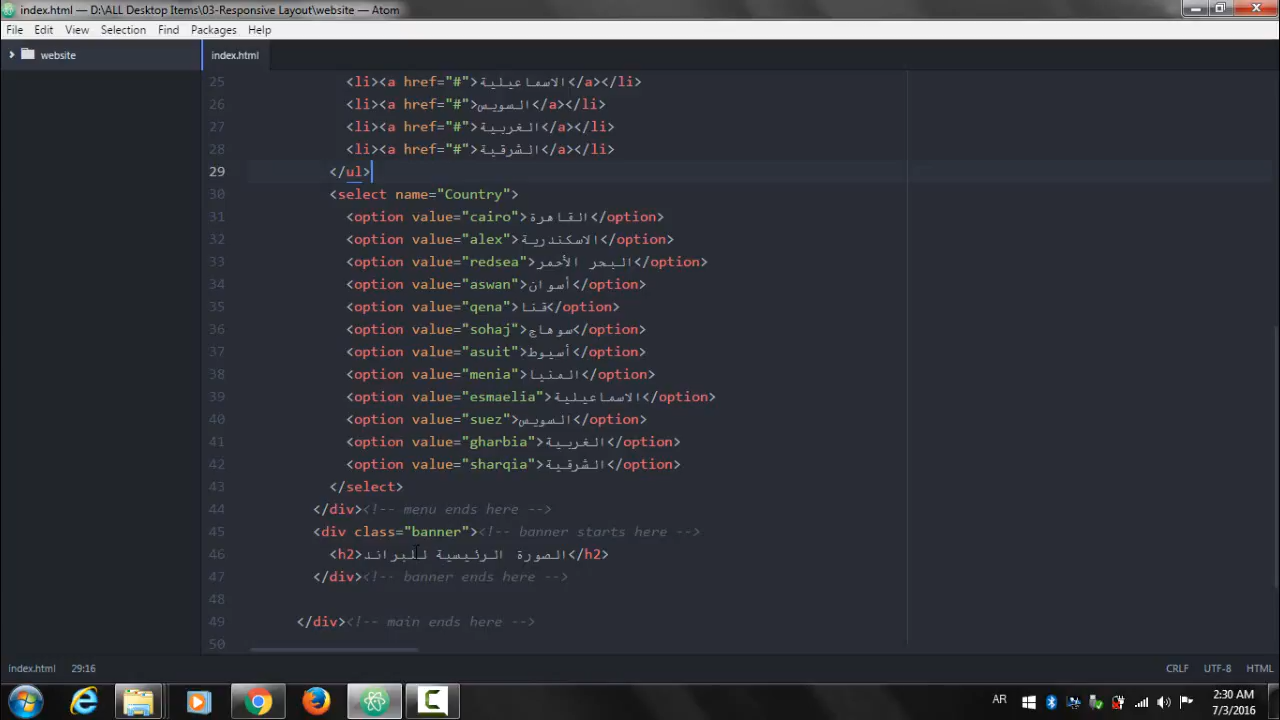 index.html — D:\ALL Desktop Items\03-Responsive Layout\website — Atom
File Edit View Selection Find Packages Help
website
index.html
25 <li><a href="#">الاسماعيلية</a></li>
26 <li><a href="#">السويس</a></li>
27 <li><a href="#">الغربية</a></li>
28 <li><a href="#">الشرقية</a></li>
29 </ul>
30 <select name="Country">
31 <option value="cairo">القاهرة</option>
32 <option value="alex">الاسكندرية</option>
33 <option value="redsea">البحر الأحمر</option>
34 <option value="aswan">أسوان</option>
35 <option value="qena">قنا</option>
36 <option value="sohaj">سوهاج</option>
37 <option value="asuit">أسيوط</option>
38 <option value="menia">المنيا</option>
39 <option value="esmaelia">الاسماعيلية</option>
40 <option value="suez">السويس</option>
41 <option value="gharbia">الغربية</option>
42 <option value="sharqia">الشرقية</option>
43 </select>
44 </div><!-- menu ends here -->
45 <div class="banner"><!-- banner starts here -->
46 <h2>الصورة الرئيسية للبراند</h2>
47 </div><!-- banner ends here -->
48
49 </div><!-- main ends here -->
50
index.html 29:16 CRLF UTF-8 HTML
AR 2:30 AM
7/3/2016